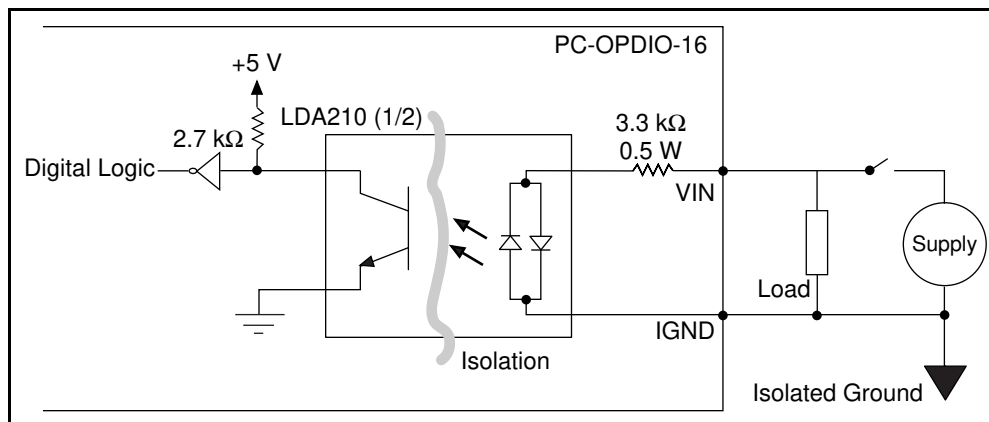 PC-OPDIO-16
+5 V
LDA210 (1/2)
2.7 kΩ
3.3 kΩ
0.5 W
Digital Logic
VIN
Supply
Load
IGND
Isolation
Isolated Ground